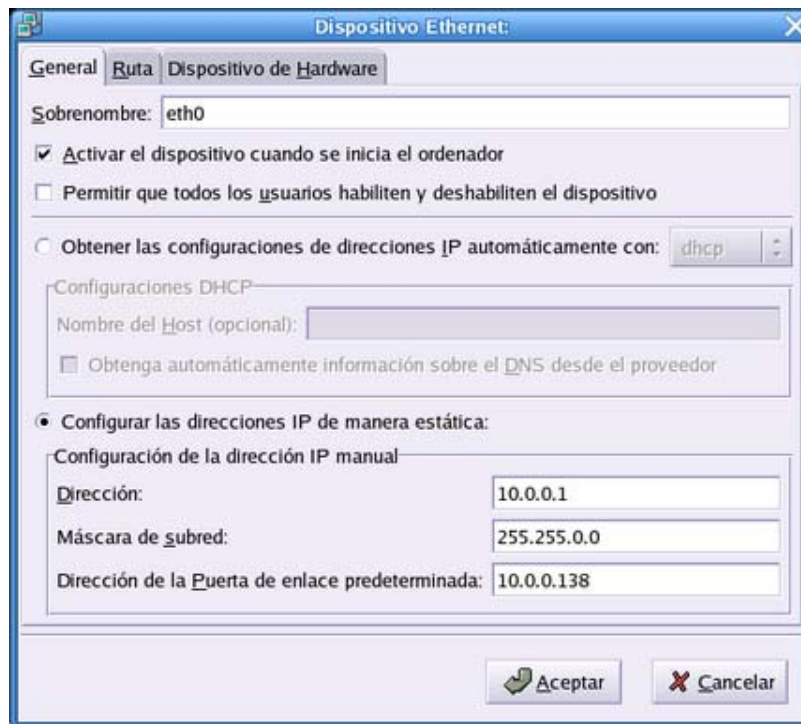 Dispositivo Ethernet:
General Ruta Dispositivo de Hardware
Sobrenombre: eth0
Activar el dispositivo cuando se inicia el ordenador
Permitir que todos los usuarios habiliten y deshabiliten el dispositivo
Obtener las configuraciones de direcciones IP automáticamente con: dhcp
Configuraciones DHCP
Nombre del Host (opcional):
Obtenga automáticamente información sobre el DNS desde el proveedor
Configurar las direcciones IP de manera estática:
Configuración de la dirección IP manual
Dirección: 10.0.0.1
Máscara de subred: 255.255.0.0
Dirección de la Puerta de enlace predeterminada: 10.0.0.138
Aceptar Cancelar